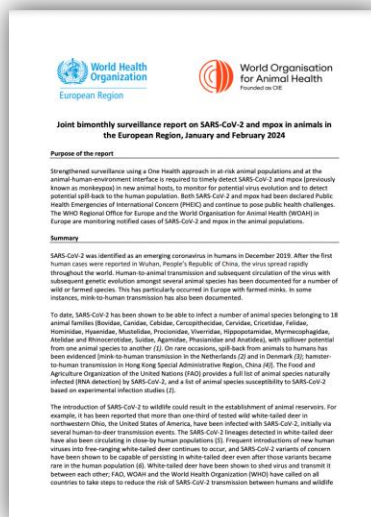 World Health
Organization
European Region
World Organisation
for Animal Health
Founded as OIE
Joint bimonthly surveillance report on SARS-CoV-2 and mpox in animals in
the European Region, January and February 2024
Purpose of the report
Strengthened surveillance using a One Health approach in at-risk animal populations and at the
animal-human-environment interface is required to timely detect SARS-CoV-2 and mpox (previously
known as monkeypox) in new animal hosts, to monitor for potential virus evolution and to detect
potential spill-back to the human population. Both SARS-CoV-2 and mpox had been declared Public
Health Emergencies of International Concern (PHEIC) and continue to pose public health challenges.
The WHO Regional Office for Europe and the World Organisation for Animal Health (WOAH) in
Europe are monitoring notified cases of SARS-CoV-2 and mpox in the animal populations.
Summary
SARS-CoV-2 was identified as an emerging coronavirus in humans in December 2019. After the first
human cases were reported in Wuhan, People's Republic of China, the virus spread rapidly
throughout the world. Human-to-animal transmission and subsequent circulation of the virus with
subsequent genetic evolution amongst several animal species has been documented for a number of
wild or farmed species. This has particularly occurred in Europe with farmed minks. In some
instances, mink-to-human transmission has also been documented.
To date, SARS-CoV-2 has been shown to be able to infect a number of animal species belonging to 18
animal families (Bovidae, Canidae, Cebidae, Cercopithecidae, Cervidae, Cricetidae, Felidae,
Hominidae, Hyaenidae, Mustelidae, Procionidae, Viverridae, Hippopotamidae, Myrmecophagidae,
Atelidae and Rhinocerotidae, Suidae, Agamidae, Phasianidae and Anatidae), with spillover potential
from one animal species to another (1). On rare occasions, spill-back from animals to humans has
been evidenced [mink-to-human transmission in the Netherlands (2) and in Denmark (3); hamster-
to-human transmission in Hong Kong Special Administrative Region, China (4)]. The Food and
Agriculture Organization of the United Nations (FAO) provides a full list of animal species naturally
infected (RNA detection) by SARS-CoV-2, and a list of animal species susceptibility to SARS-CoV-2
based on experimental infection studies (1).
The introduction of SARS-CoV-2 to wildlife could result in the establishment of animal reservoirs. For
example, it has been reported that more than one-third of tested wild white-tailed deer in
northwestern Ohio, the United States of America, have been infected with SARS-CoV-2, initially via
several human-to-deer transmission events. The SARS-CoV-2 lineages detected in white-tailed deer
have also been circulating in close-by human populations (5). Frequent introductions of new human
viruses into free-ranging white-tailed deer continues to occur, and SARS-CoV-2 variants of concern
have been shown to be capable of persisting in white-tailed deer even after those variants became
rare in the human population (6). White-tailed deer have been shown to shed virus and transmit it
between each other; FAO, WOAH and the World Health Organization (WHO) have called on all
countries to take steps to reduce the risk of SARS-CoV-2 transmission between humans and wildlife